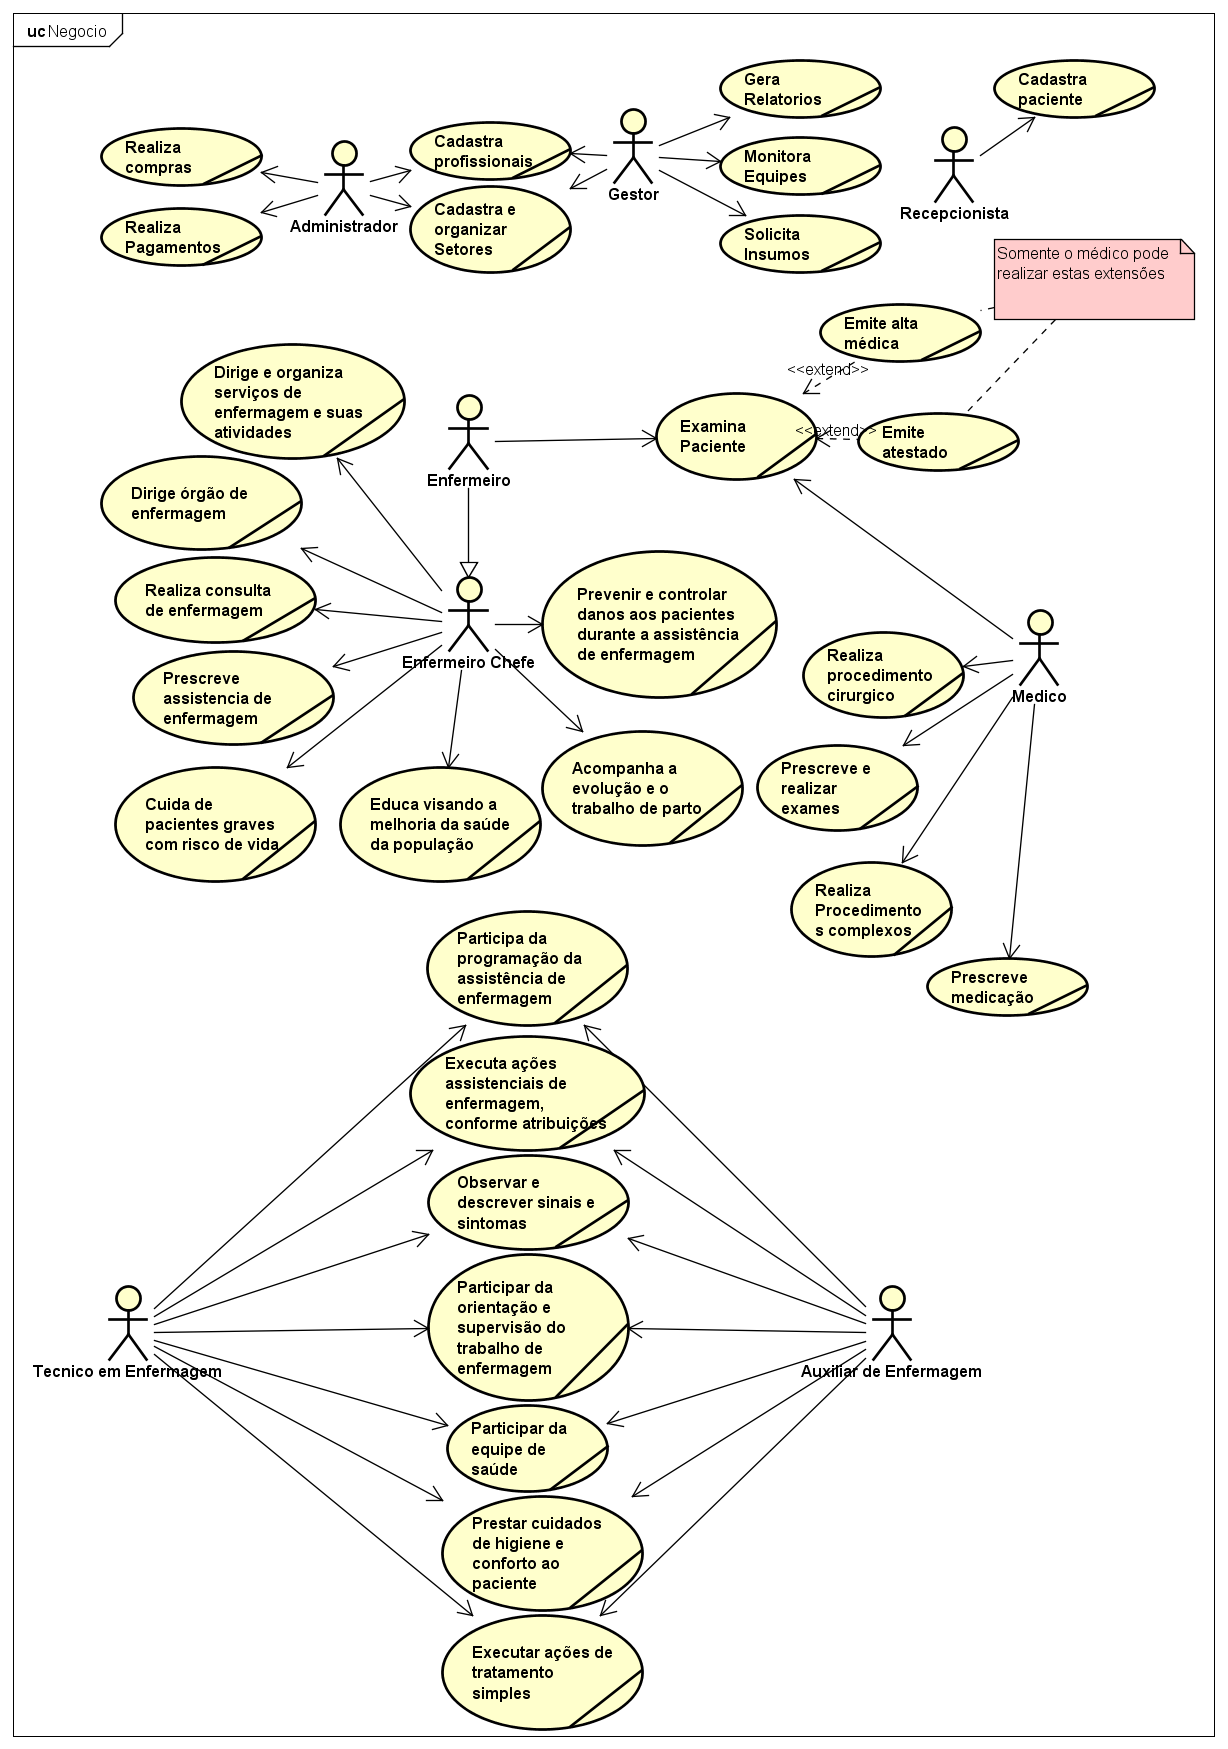 uc Negocio
Realiza
compras
Realiza
Pagamentos
Administrador
Cadastra
profissionais
Cadastra e
organizar
Setores
Gestor
Gera
Relatorios
Monitora
Equipes
Solicita
Insumos
Cadastra
paciente
Recepcionista
Somente o médico pode
realizar estas extensões
Emite alta
médica
<<extend>>
<<extend>>
Emite
atestado
Examina
Paciente
Enfermeiro
Dirige e organiza
serviços de
enfermagem e suas
atividades
Dirige órgão de
enfermagem
Realiza consulta
de enfermagem
Prescreve
assistencia de
enfermagem
Cuida de
pacientes graves
com risco de vida
Enfermeiro Chefe
Educa visando a
melhoria da saúde
da população
Prevenir e controlar
danos aos pacientes
durante a assistência
de enfermagem
Acompanha a
evolução e o
trabalho de parto
Medico
Realiza
procedimento
cirurgico
Prescreve e
realizar
exames
Realiza
Procedimento
s complexos
Prescreve
medicação
Participa da
programação da
assistência de
enfermagem
Executa ações
assistenciais de
enfermagem,
conforme atribuições
Observar e
descrever sinais e
sintomas
Participar da
orientação e
supervisão do
trabalho de
enfermagem
Tecnico em Enfermagem
Auxiliar de Enfermagem
Participar da
equipe de
saúde
Prestar cuidados
de higiene e
conforto ao
paciente
Executar ações de
tratamento
simples